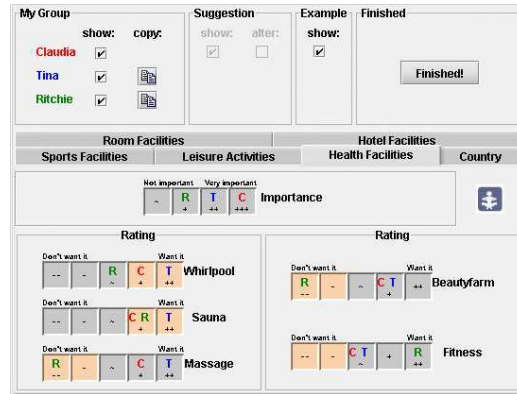 My Group
Suggestion
Example
Finished
show: copy:
show: alter:
show:
Claudia
Tina
Ritchie
Finished!
Room Facilities
Hotel Facilities
Sports Facilities
Leisure Activities
Health Facilities
Country
Not important Very important
~ R + T ++ C +++ Importance
Rating
Rating
Don't want it Want it
-- - R ~ C + T ++ Whirlpool
Don't want it Want it
-- - ~ C R + T ++ Sauna
Don't want it Want it
R -- - ~ C + T ++ Massage
Don't want it Want it
R -- - ~ C T + ++ Beautyfarm
Don't want it Want it
-- - C T ~ + R ++ Fitness